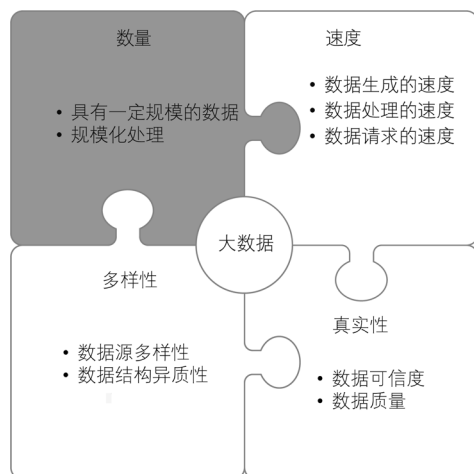 数量
• 具有一定规模的数据
• 规模化处理
速度
• 数据生成的速度
• 数据处理的速度
• 数据请求的速度
大数据
多样性
• 数据源多样性
• 数据结构异质性
真实性
• 数据可信度
• 数据质量